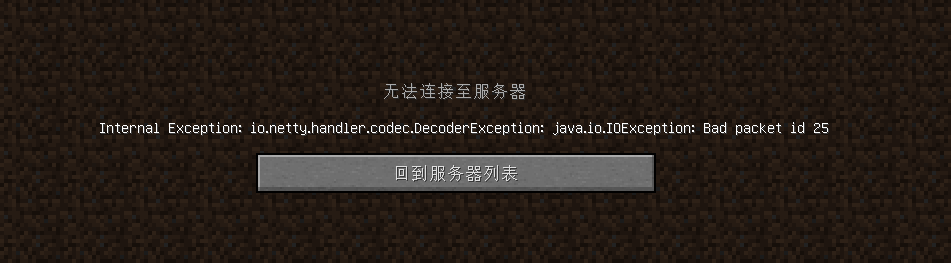 无法连接至服务器
Internal Exception: io.netty.handler.codec.DecoderException: java.io.IOException: Bad packet id 25
回到服务器列表